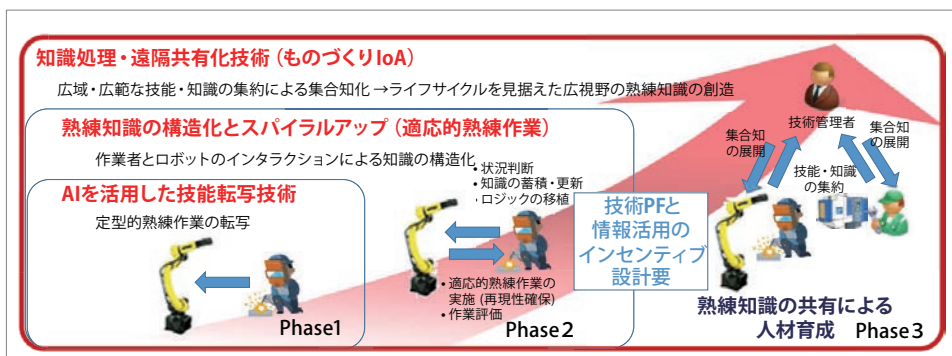 知識処理・遠隔共有化技術（ものづくりIoA）
広域・広範な技能・知識の集約による集合知化→ライフサイクルを見据えた広視野の熟練知識の創造
熟練知識の構造化とスパイラルアップ（適応的熟練作業）
作業者とロボットのインタラクションによる知識の構造化
AIを活用した技能転写技術
定型的熟練作業の転写
Phase1
・状況判断
・知識の蓄積・更新
・ロジックの移植
・適応的熟練作業の
実施（再現性確保）
・作業評価
Phase2
技術PFと
情報活用の
インセンティブ
設計要
技術管理者
集合知
の展開
技能・知識
の集約
集合知
の展開
熟練知識の共有による
人材育成 Phase3